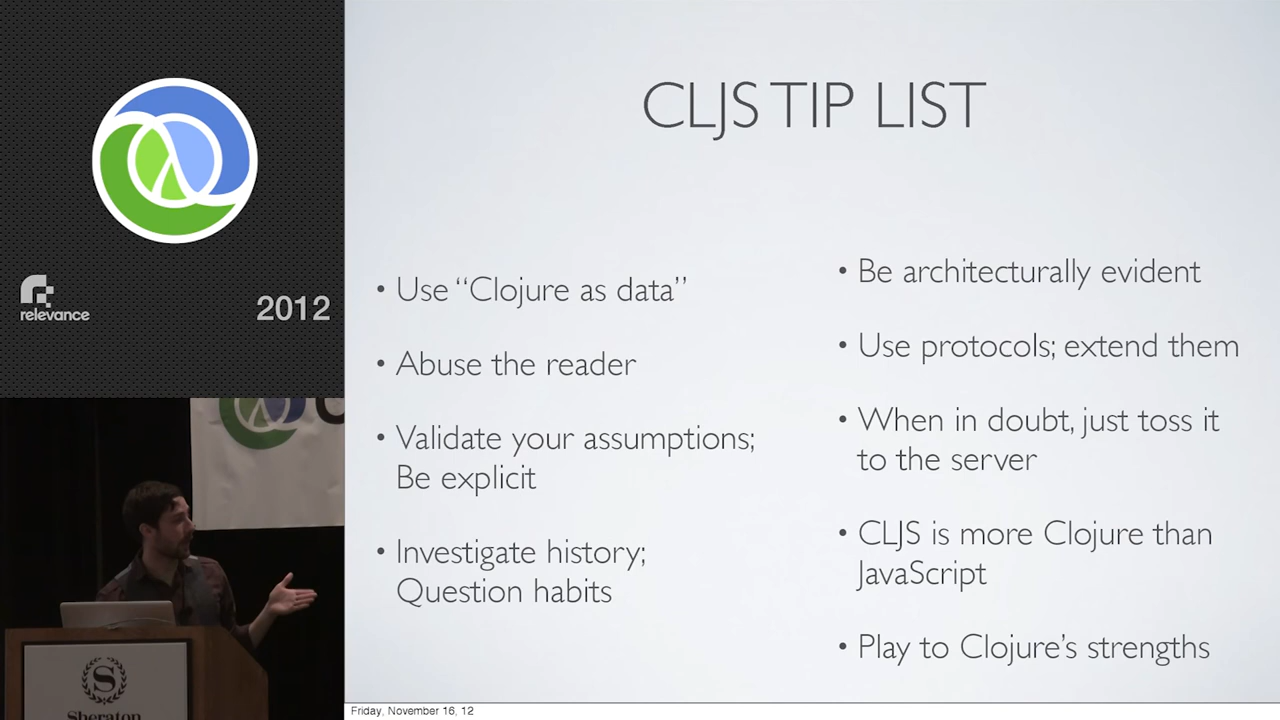 relevance
2012
Sheraton
CLJS TIP LIST
• Use “Clojure as data”
• Abuse the reader
• Validate your assumptions;
Be explicit
• Investigate history;
Question habits
• Be architecturally evident
• Use protocols; extend them
• When in doubt, just toss it
to the server
• CLJS is more Clojure than
JavaScript
• Play to Clojure’s strengths
Friday, November 16, 12